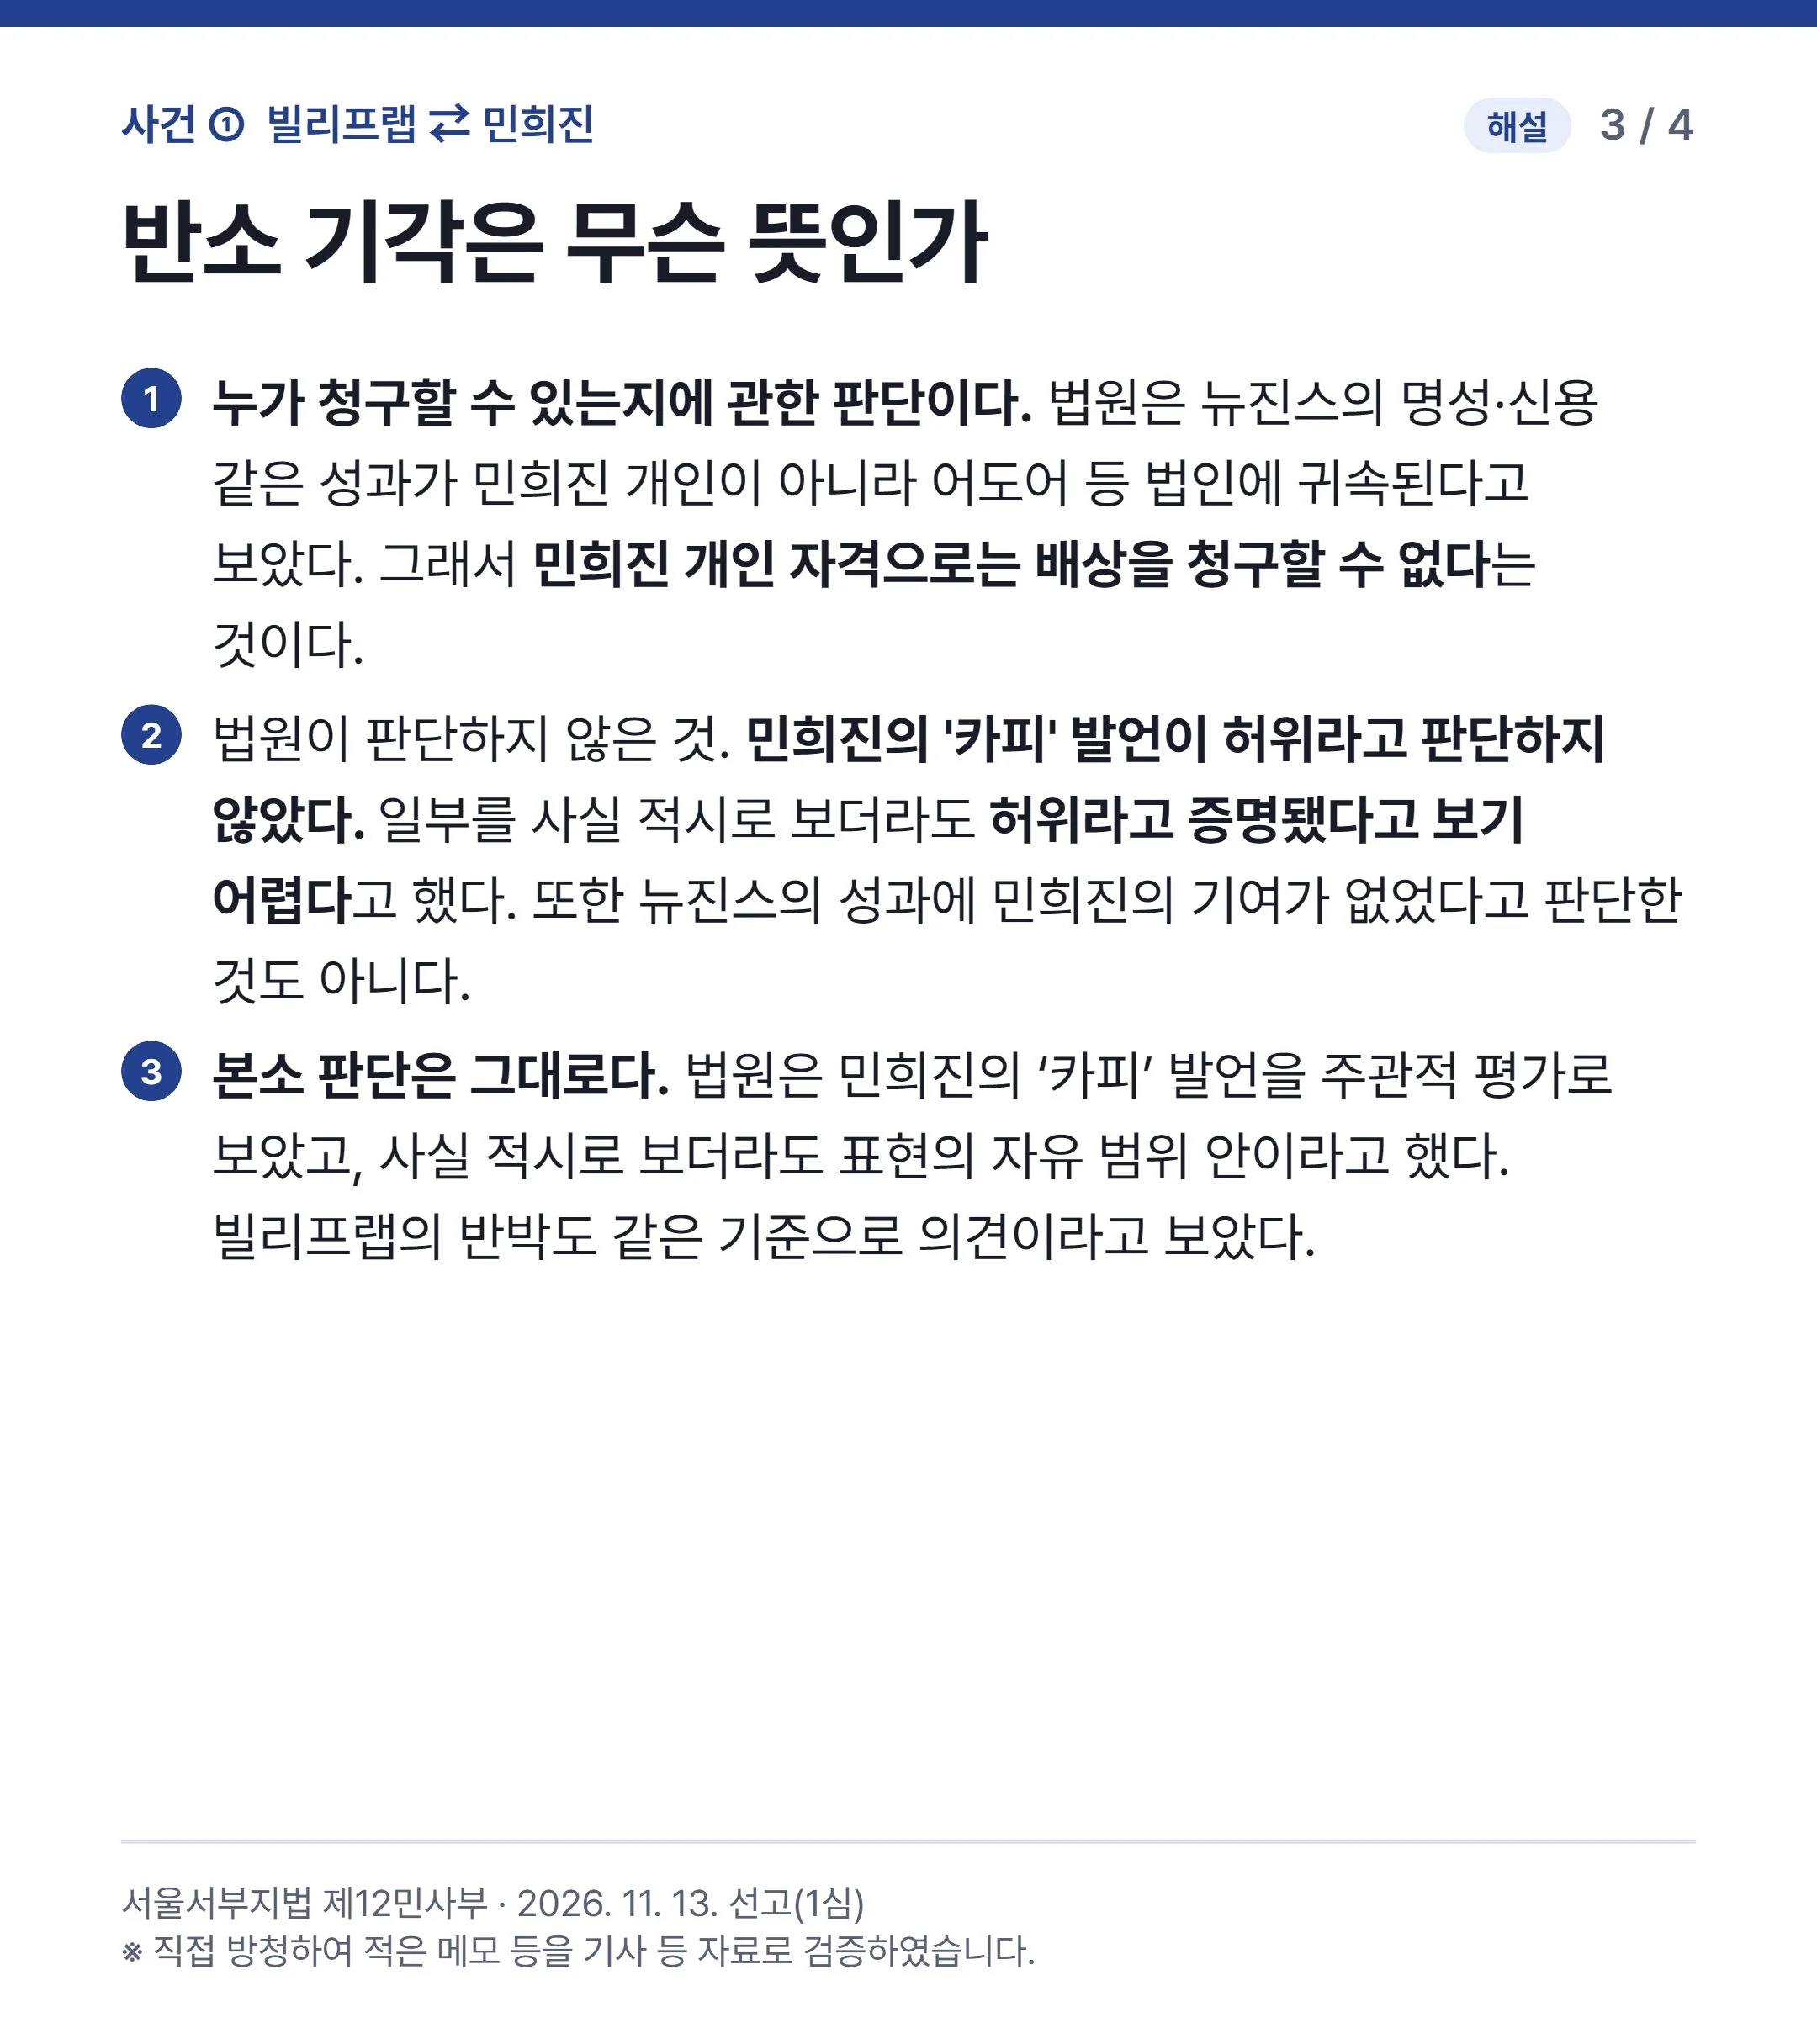 사건 ① 빌리프랩 ⇄ 민희진
해설 3 / 4
반소 기각은 무슨 뜻인가
1 누가 청구할 수 있는지에 관한 판단이다. 법원은 뉴진스의 명성·신용
같은 성과가 민희진 개인이 아니라 어도어 등 법인에 귀속된다고
보았다. 그래서 민희진 개인 자격으로는 배상을 청구할 수 없다는
것이다.
2 법원이 판단하지 않은 것. 민희진의 '카피' 발언이 허위라고 판단하지
않았다. 일부를 사실 적시로 보더라도 허위라고 증명됐다고 보기
어렵다고 했다. 또한 뉴진스의 성과에 민희진의 기여가 없었다고 판단한
것도 아니다.
3 본소 판단은 그대로다. 법원은 민희진의 ‘카피’ 발언을 주관적 평가로
보았고, 사실 적시로 보더라도 표현의 자유 범위 안이라고 했다.
빌리프랩의 반박도 같은 기준으로 의견이라고 보았다.
서울서부지법 제12민사부 · 2026. 11. 13. 선고(1심)
※ 직접 방청하여 적은 메모 등을 기사 등 자료로 검증하였습니다.